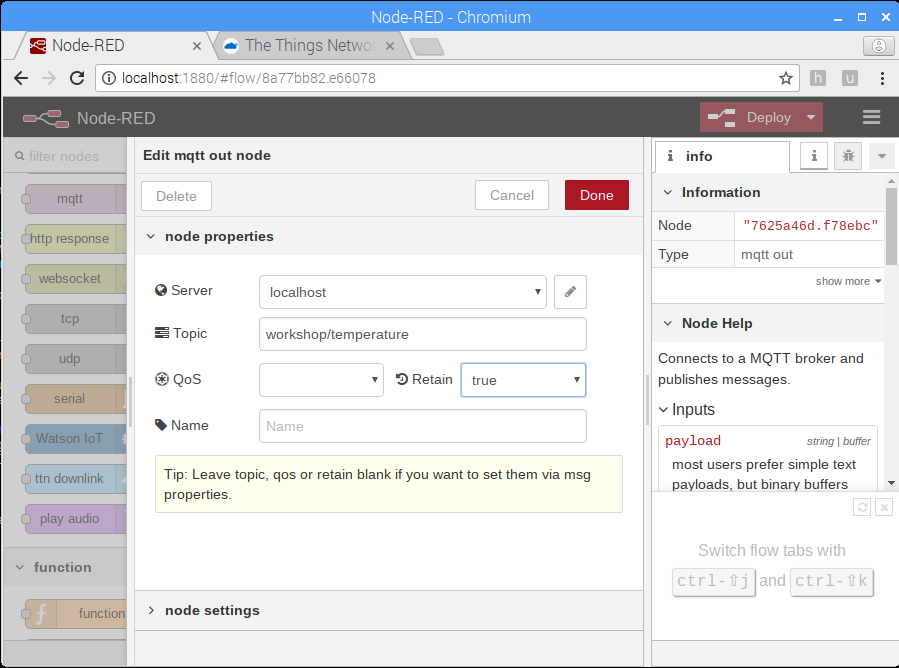 Node-RED - Chromium
Node-RED
The Things Netwo
localhost:1880/#flow/8a77bb82.e66078
h
u
Node-RED
Deploy
filter nodes
mqtt
http response
websocket
tcp
udp
serial
Watson IoT
ttn downlink
play audio
function
function
Edit mqtt out node
Delete
Cancel
Done
node properties
Server
localhost
Topic
workshop/temperature
QoS
Retain
true
Name
Name
Tip: Leave topic, qos or retain blank if you want to set them via msg
properties.
node settings
info
Information
Node
"7625a46d.f78ebc"
Type
mqtt out
show more
Node Help
Connects to a MQTT broker and
publishes messages.
Inputs
payload
string | buffer
most users prefer simple text
payloads, but binary buffers
Switch flow tabs with
ctrl-⇧j and ctrl-⇧k